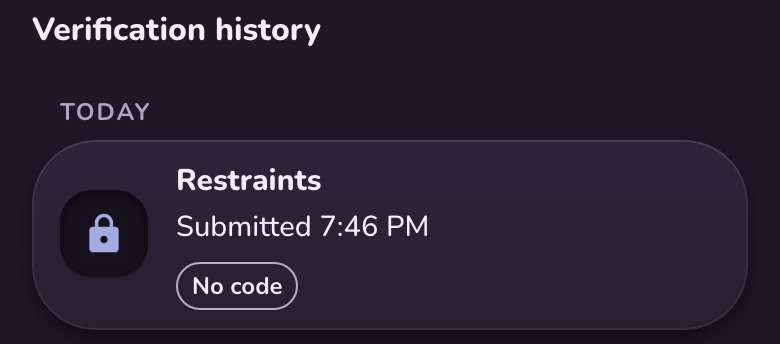 Verification history
TODAY
Restraints
Submitted 7:46 PM
No code